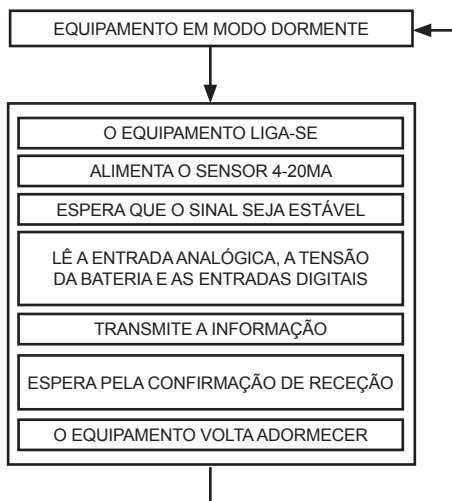 EQUIPAMENTO EM MODO DORMENTE
O EQUIPAMENTO LIGA-SE
ALIMENTA O SENSOR 4-20MA
ESPERA QUE O SINAL SEJA ESTÁVEL
LÊ A ENTRADA ANALÓGICA, A TENSÃO
DA BATERIA E AS ENTRADAS DIGITAIS
TRANSMITE A INFORMAÇÃO
ESPERA PELA CONFIRMAÇÃO DE RECEÇÃO
O EQUIPAMENTO VOLTA ADORMECER